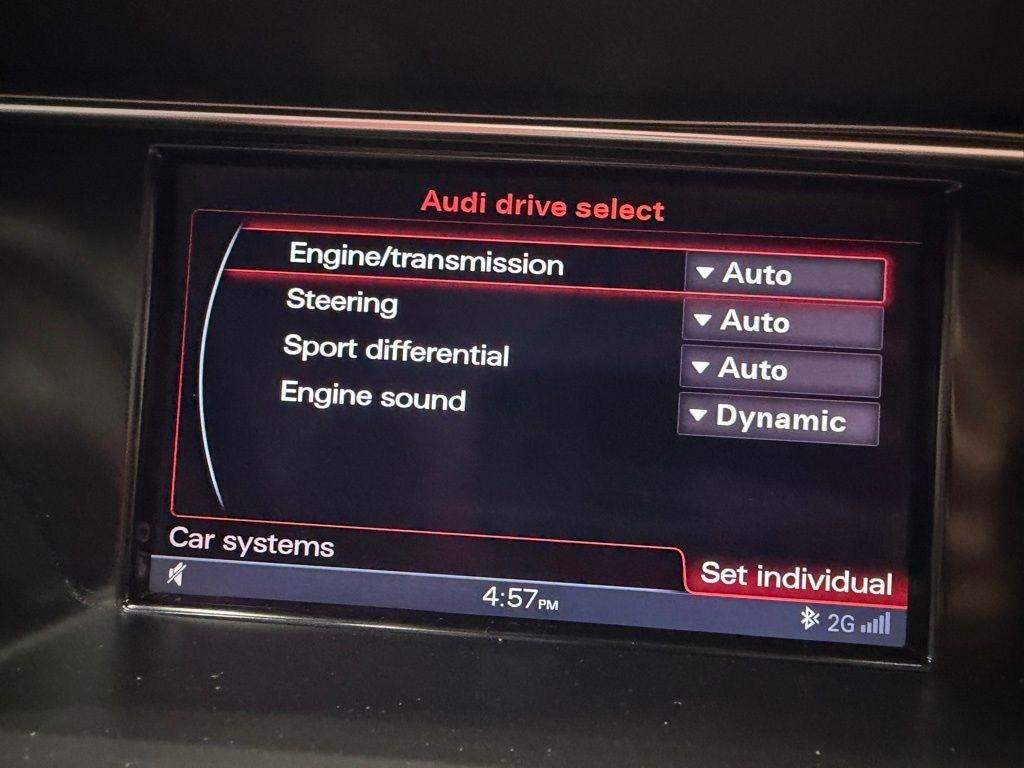 Audi drive select
Engine/transmission Auto
Steering Auto
Sport differential Auto
Engine sound Dynamic
Car systems
Set individual
4:57PM
2G